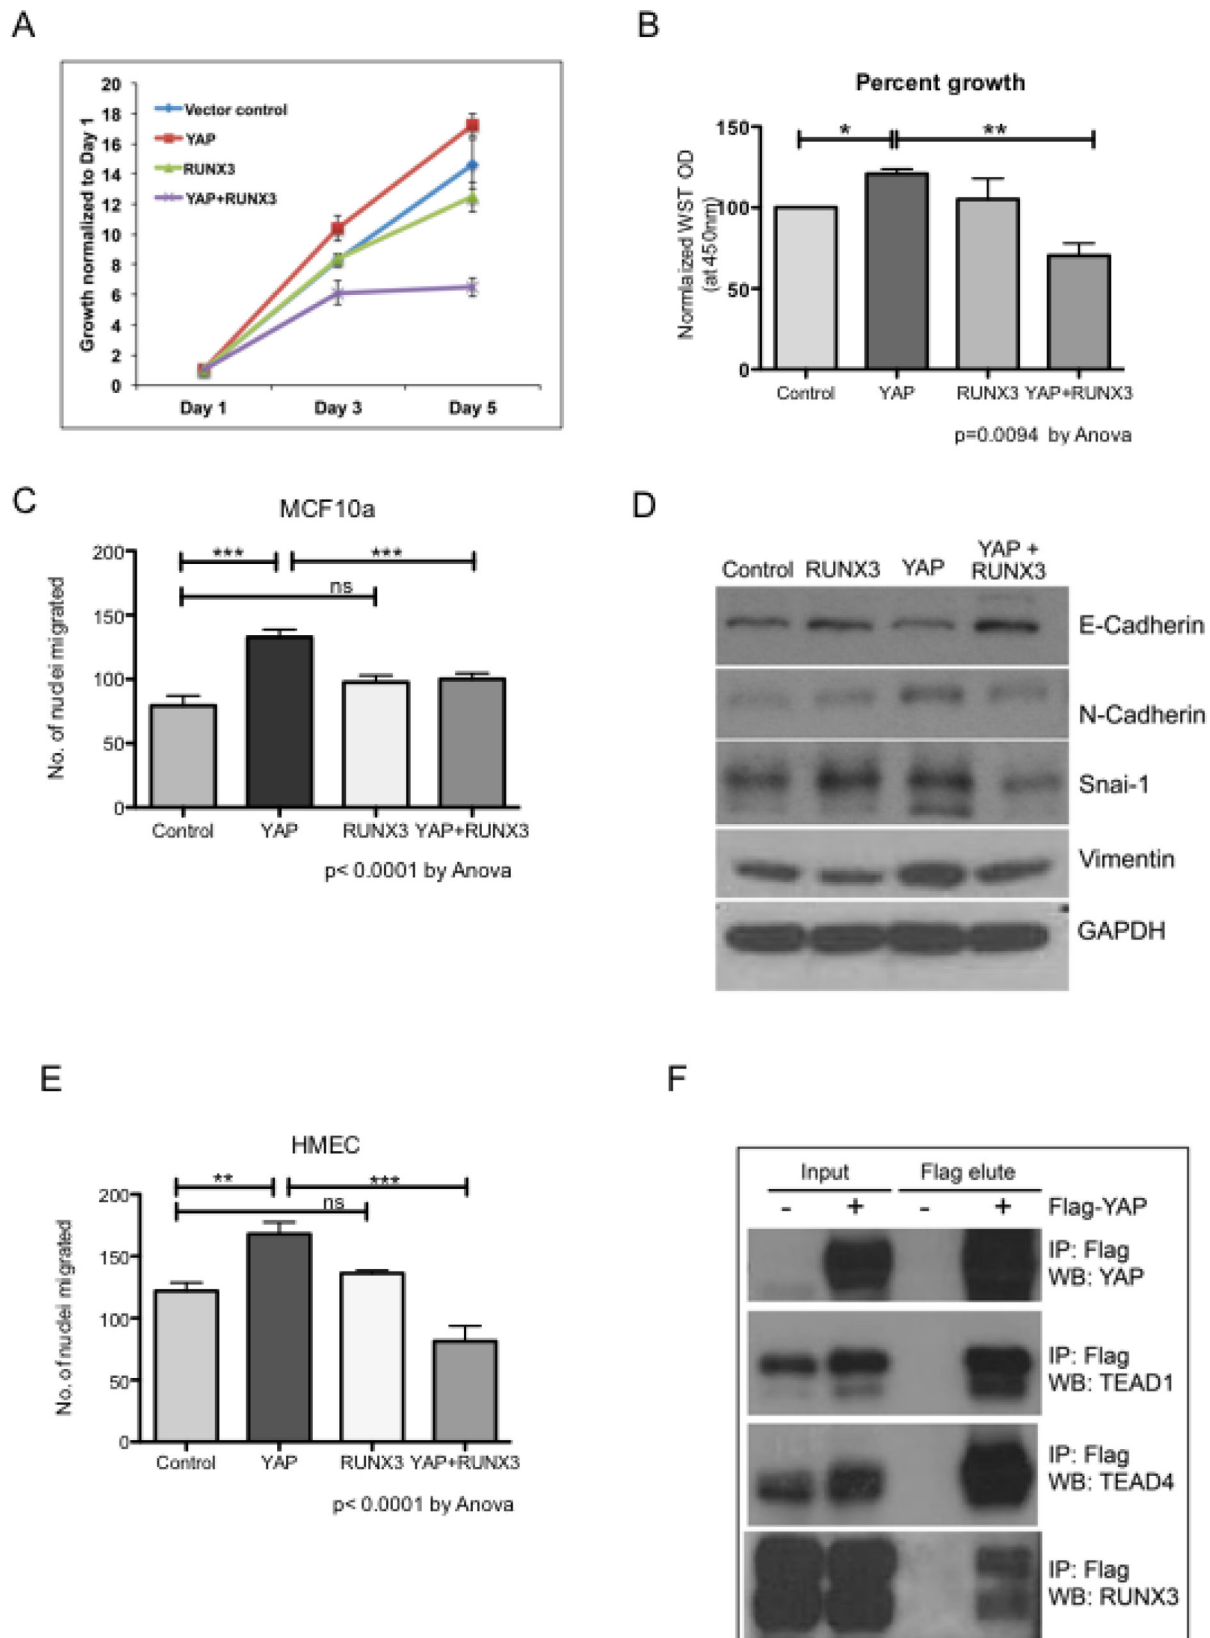 A
20
18
16
14
12
10
8
6
4
2
0
Growth normalized to Day 1
Vector control
YAP
RUNX3
YAP+RUNX3
Day 1 Day 3 Day 5
B
Percent growth
* **
150
100
50
0
Normlaized WST OD
(at 450nm)
Control YAP RUNX3 YAP+RUNX3
p=0.0094 by Anova
C
MCF10a
*** ***
ns
200
150
100
50
0
No. of nuclei migrated
Control YAP RUNX3 YAP+RUNX3
p< 0.0001 by Anova
D
Control RUNX3 YAP YAP +
RUNX3
E-Cadherin
N-Cadherin
Snai-1
Vimentin
GAPDH
E
HMEC
** ***
ns
200
150
100
50
0
No. of nuclei migrated
Control YAP RUNX3 YAP+RUNX3
p< 0.0001 by Anova
F
Input Flag elute
- + - + Flag-YAP
IP: Flag
WB: YAP
IP: Flag
WB: TEAD1
IP: Flag
WB: TEAD4
IP: Flag
WB: RUNX3